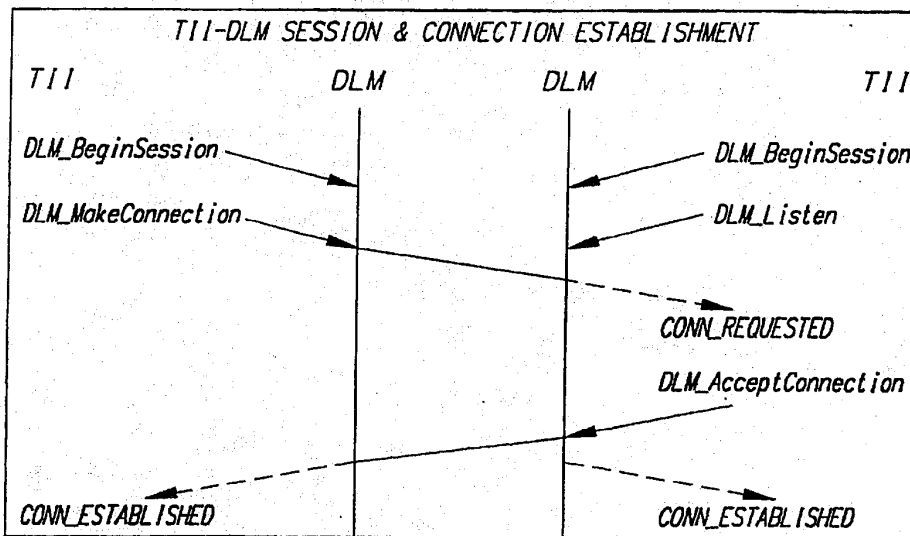 TII-DLM SESSION & CONNECTION ESTABLISHMENT
TII DLM DLM TII
DLM_BeginSession DLM_BeginSession
DLM_MakeConnection DLM_Listen
CONN_REQUESTED
DLM_AcceptConnection
CONN_ESTABLISHED CONN_ESTABLISHED